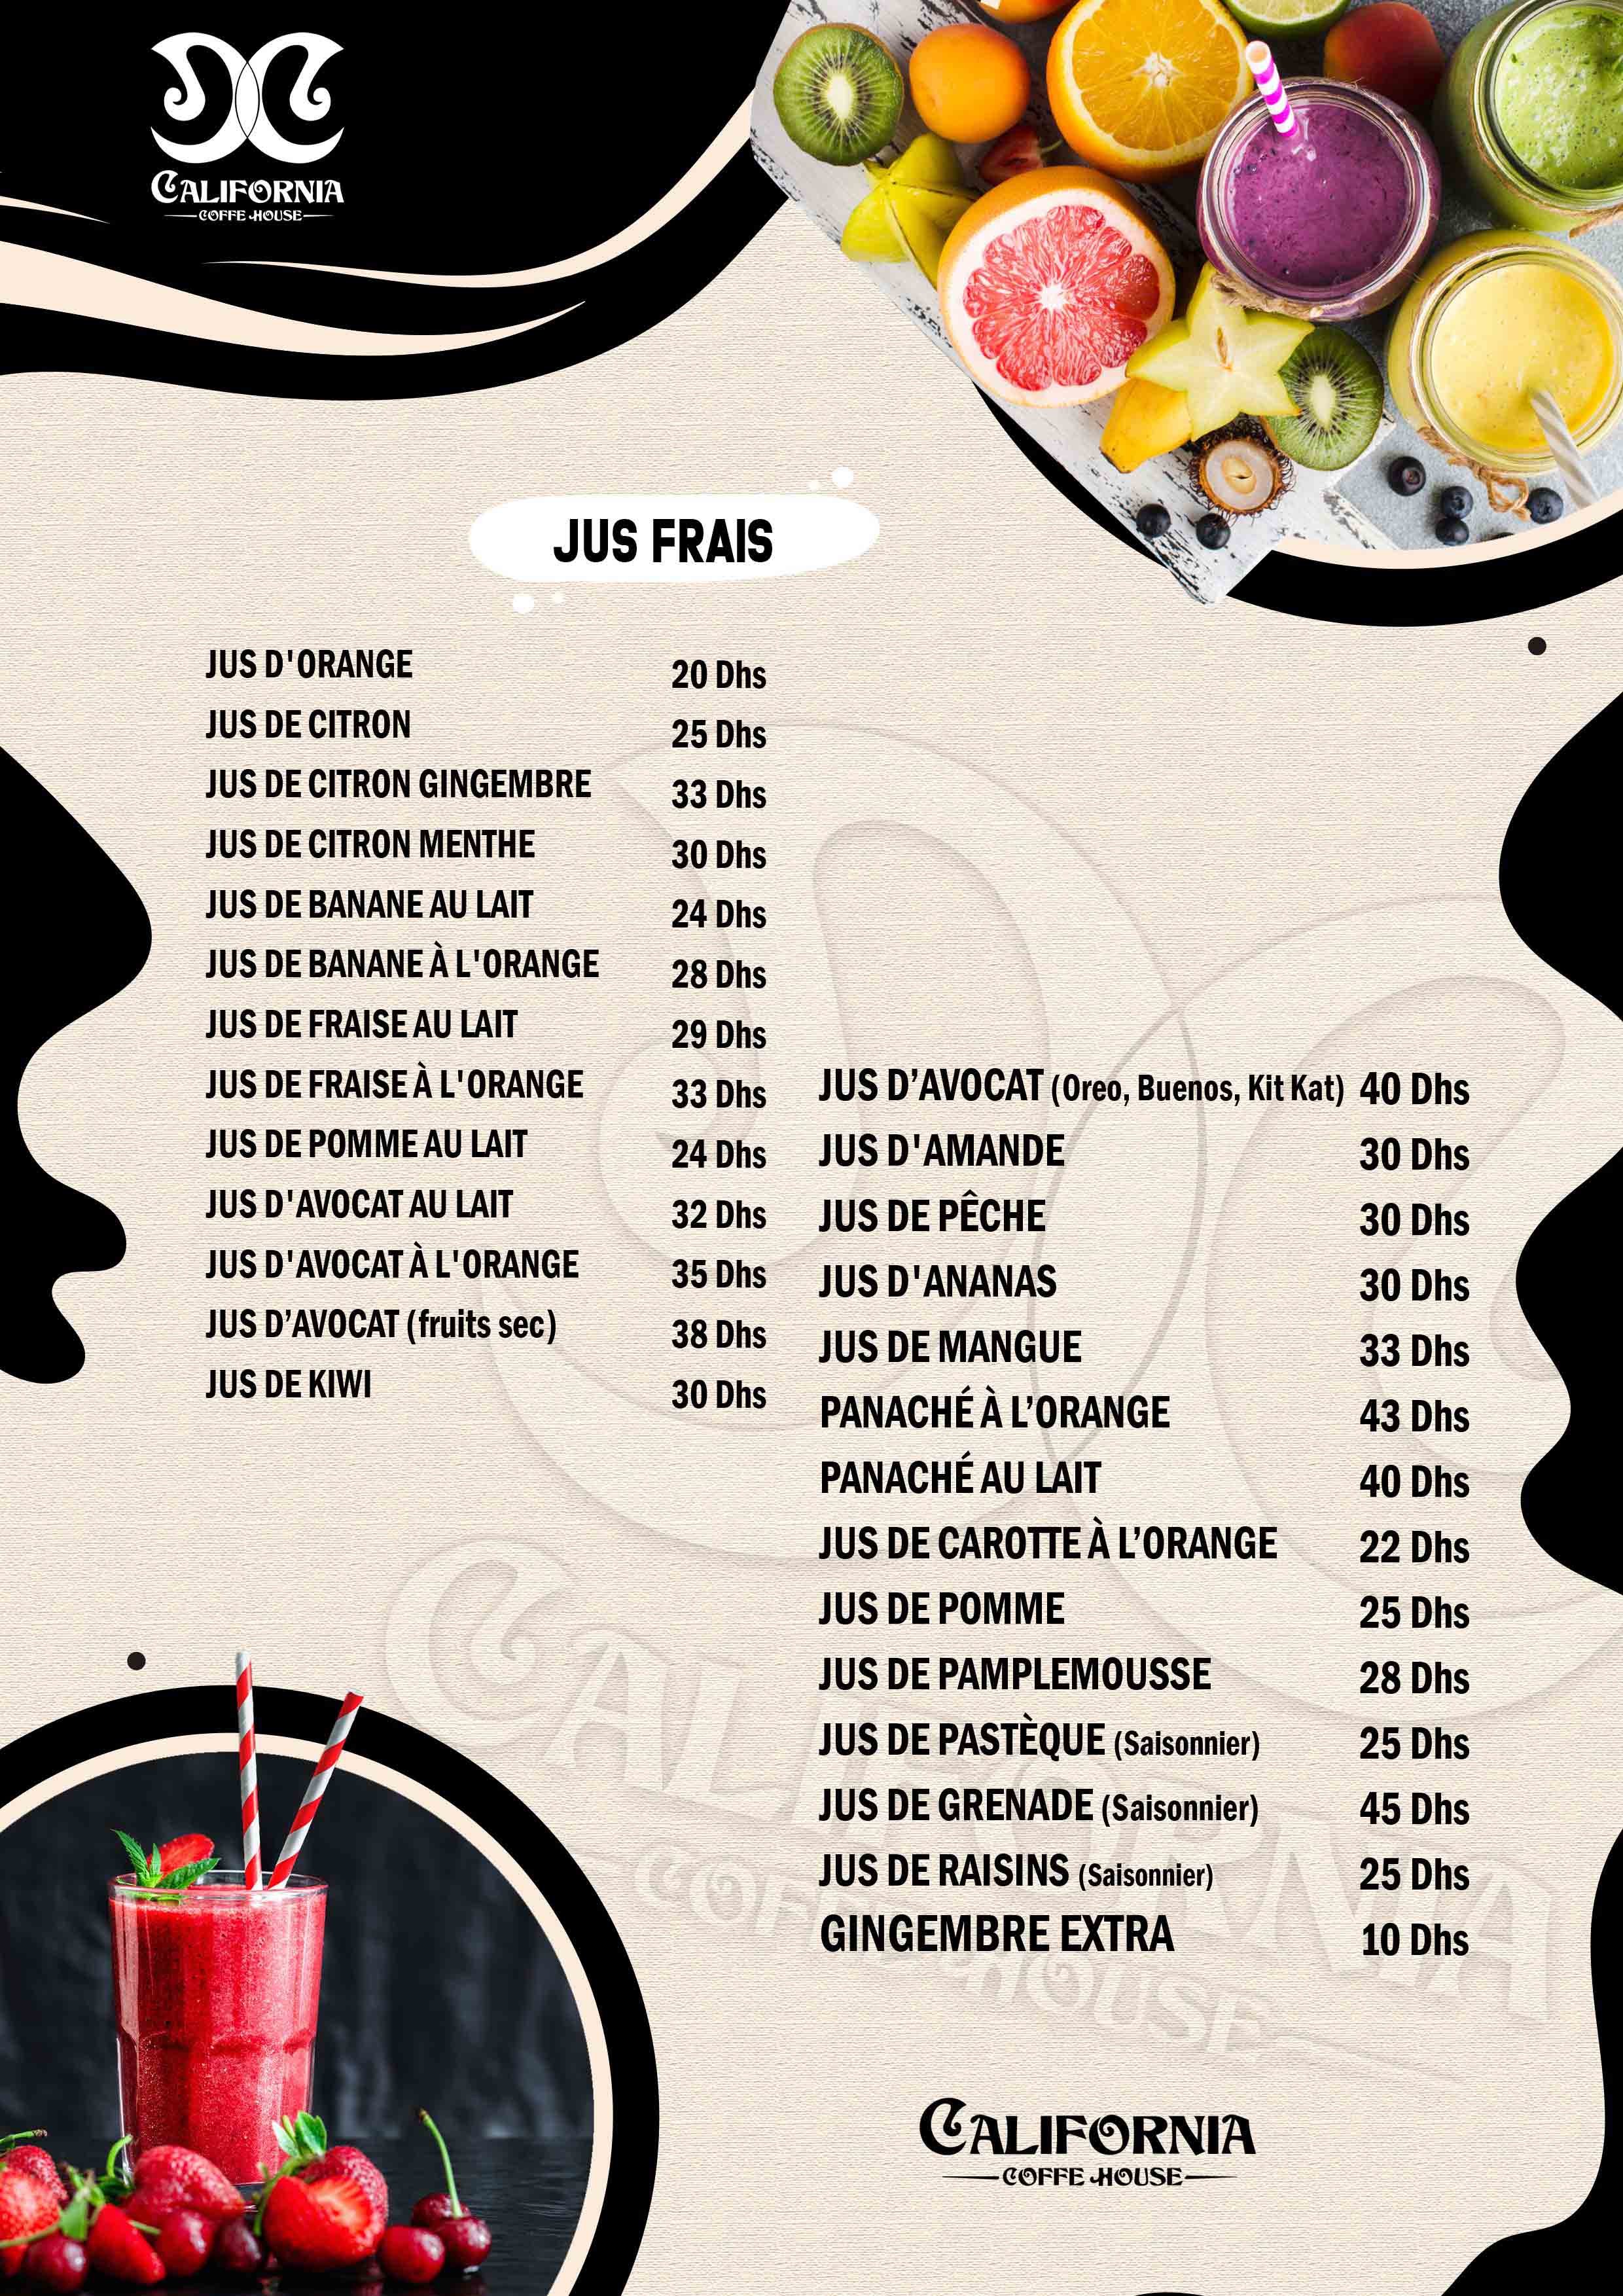 CALIFORNIA
COFFE HOUSE
JUS FRAIS
JUS D'ORANGE 20 Dhs
JUS DE CITRON 25 Dhs
JUS DE CITRON GINGEMBRE 33 Dhs
JUS DE CITRON MENTHE 30 Dhs
JUS DE BANANE AU LAIT 24 Dhs
JUS DE BANANE À L'ORANGE 28 Dhs
JUS DE FRAISE AU LAIT 29 Dhs
JUS DE FRAISE À L'ORANGE 33 Dhs
JUS DE POMME AU LAIT 24 Dhs
JUS D'AVOCAT AU LAIT 32 Dhs
JUS D'AVOCAT À L'ORANGE 35 Dhs
JUS D’AVOCAT (fruits sec) 38 Dhs
JUS DE KIWI 30 Dhs
JUS D’AVOCAT (Oreo, Buenos, Kit Kat) 40 Dhs
JUS D'AMANDE 30 Dhs
JUS DE PÊCHE 30 Dhs
JUS D'ANANAS 30 Dhs
JUS DE MANGUE 33 Dhs
PANACHÉ À L’ORANGE 43 Dhs
PANACHÉ AU LAIT 40 Dhs
JUS DE CAROTTE À L’ORANGE 22 Dhs
JUS DE POMME 25 Dhs
JUS DE PAMPLEMOUSSE 28 Dhs
JUS DE PASTÈQUE (Saisonnier) 25 Dhs
JUS DE GRENADE (Saisonnier) 45 Dhs
JUS DE RAISINS (Saisonnier) 25 Dhs
GINGEMBRE EXTRA 10 Dhs
CALIFORNIA
COFFE HOUSE
CALIFORNIA
COFFE HOUSE